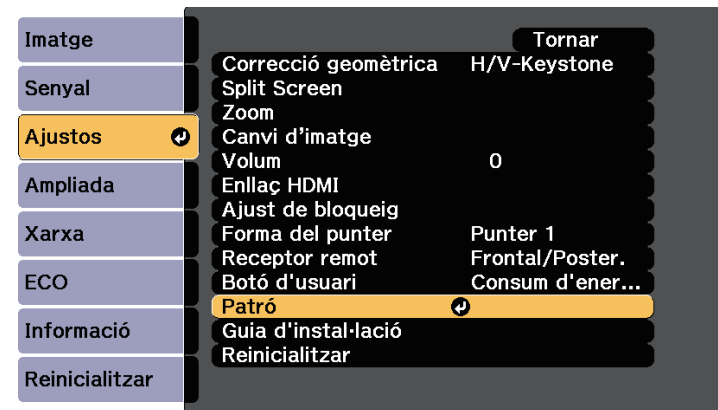 Imatge
Senyal
Ajustos
Ampliada
Xarxa
ECO
Informació
Reinicialitzar
Tornar
Correcció geomètrica H/V-Keystone
Split Screen
Zoom
Canvi d’imatge
Volum 0
Enllaç HDMI
Ajust de bloqueig
Forma del punter Punter 1
Receptor remot Frontal/Poster.
Botó d'usuari Consum d'ener...
Patró
Guia d'instal·lació
Reinicialitzar